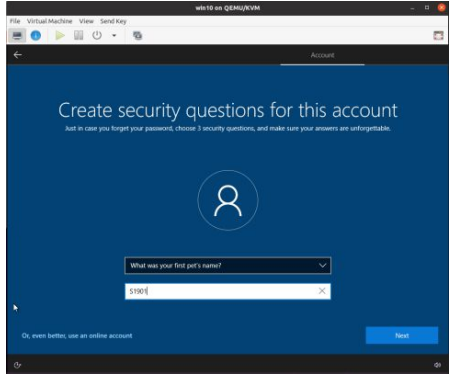 win10 on QEMU/KVM
File Virtual Machine View Send Key
Account
Create security questions for this account
Just in case you forget your password, choose 3 security questions, and make sure your answers are unforgettable.
What was your first pet's name?
S1901
Or, even better, use an online account
Next